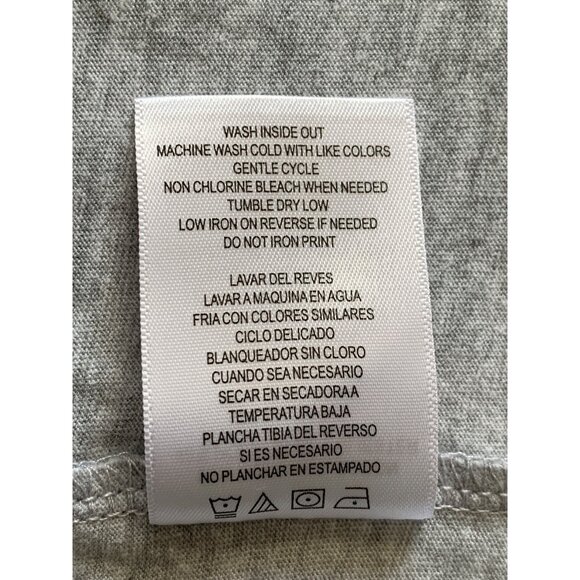 WASH INSIDE OUT
MACHINE WASH COLD WITH LIKE COLORS
GENTLE CYCLE
NON CHLORINE BLEACH WHEN NEEDED
TUMBLE DRY LOW
LOW IRON ON REVERSE IF NEEDED
DO NOT IRON PRINT
LAVAR DEL REVES
LAVAR A MAQUINA EN AGUA
FRIA CON COLORES SIMILARES
CICLO DELICADO
BLANQUEADOR SIN CLORO
CUANDO SEA NECESARIO
SECAR EN SECADORA A
TEMPERATURA BAJA
PLANCHA TIBIA DEL REVERSO
SI ES NECESARIO
NO PLANCHAR EN ESTAMPADO